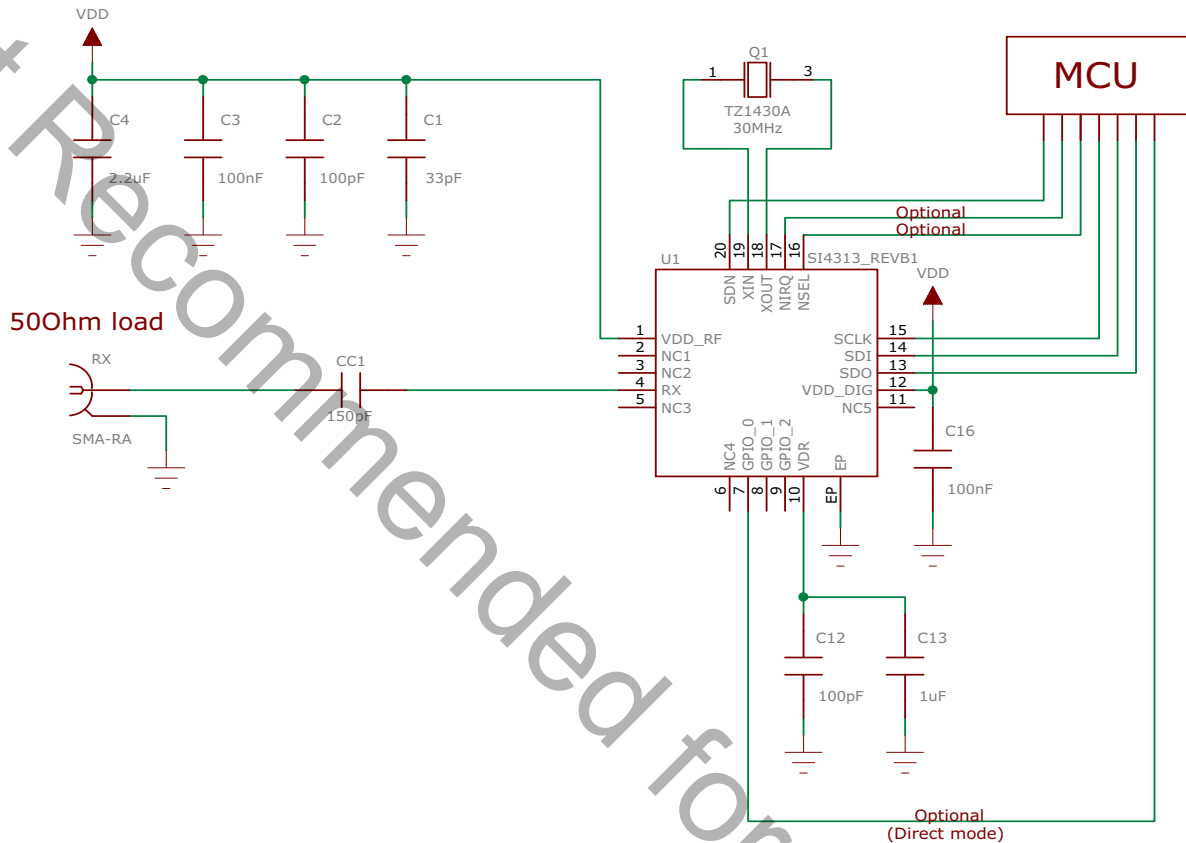 VDD
Q1
1
3
TZ1430A
30MHz
MCU
C4
2.2uF
C3
100nF
C2
100pF
C1
33pF
Optional
Optional
U1
SI4313_REVB1
20
19
18
17
16
SDN
XIN
XOUT
NIRQ
NSEL
VDD
50Ohm load
RX
SMA-RA
CC1
150pF
1
2
3
4
5
VDD_RF
NC1
NC2
RX
NC3
SCLK
SDI
SDO
VDD_DIG
NC5
15
14
13
12
11
NC4
GPIO_0
GPIO_1
GPIO_2
VDR
EP
6
7
8
9
10
EP
C16
100nF
C12
100pF
C13
1uF
Optional
(Direct mode)
Recommended for